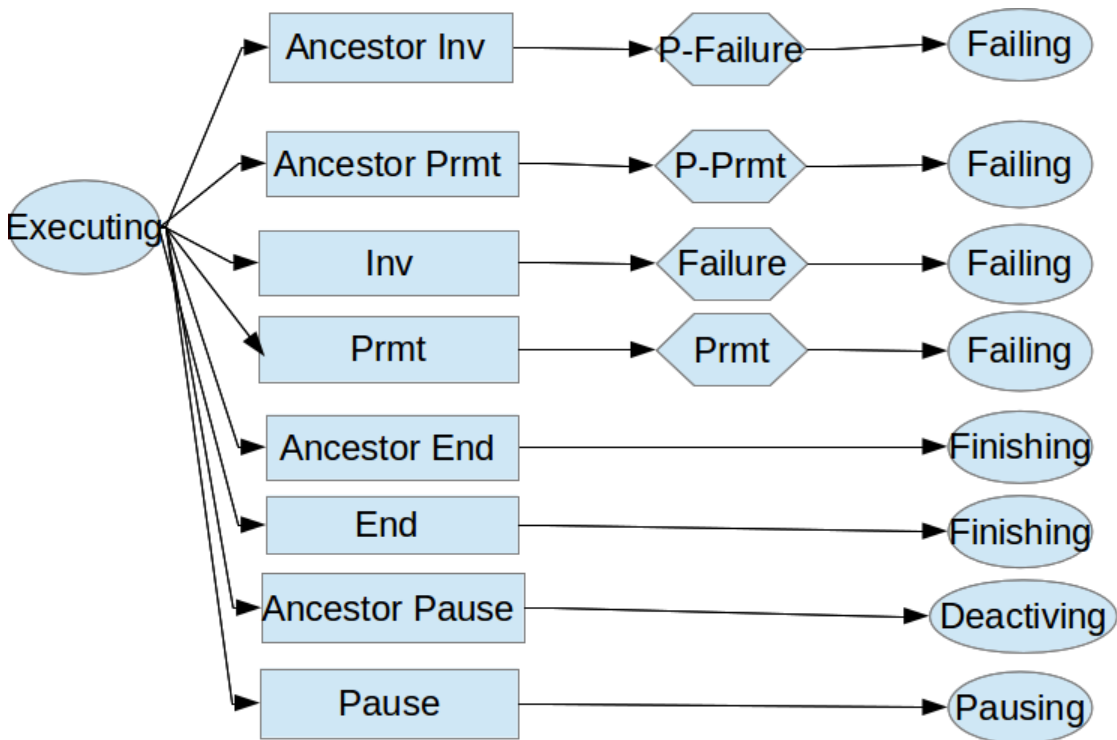 Ancestor Inv
P-Failure
Failing
Ancestor Prmt
P-Prmt
Failing
Executing
Inv
Failure
Failing
Prmt
Prmt
Failing
Ancestor End
Finishing
End
Finishing
Ancestor Pause
Deactiving
Pause
Pausing